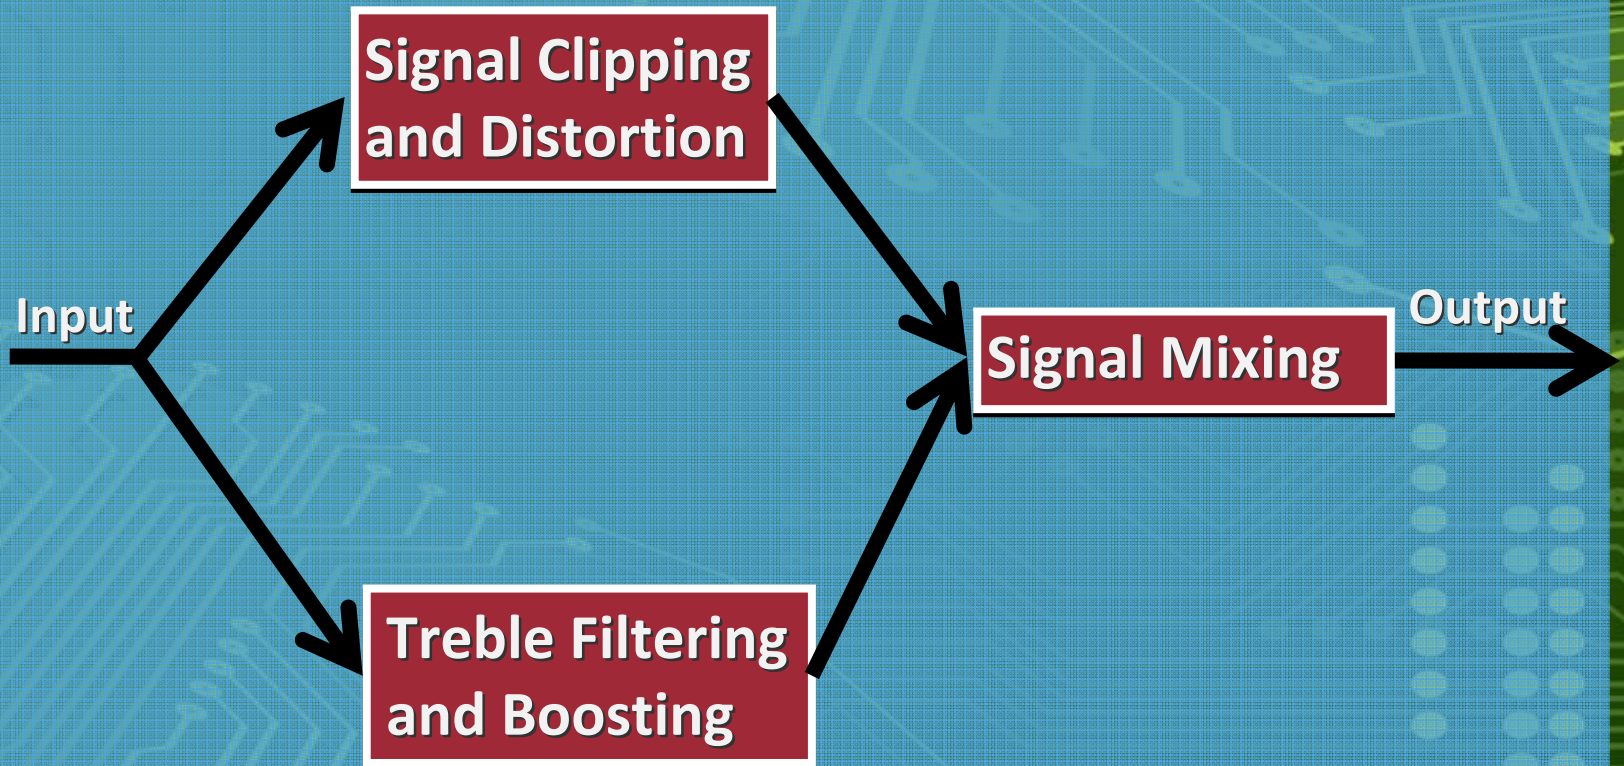 Signal Clipping
and Distortion
Input
Output
Signal Mixing
Treble Filtering
and Boosting